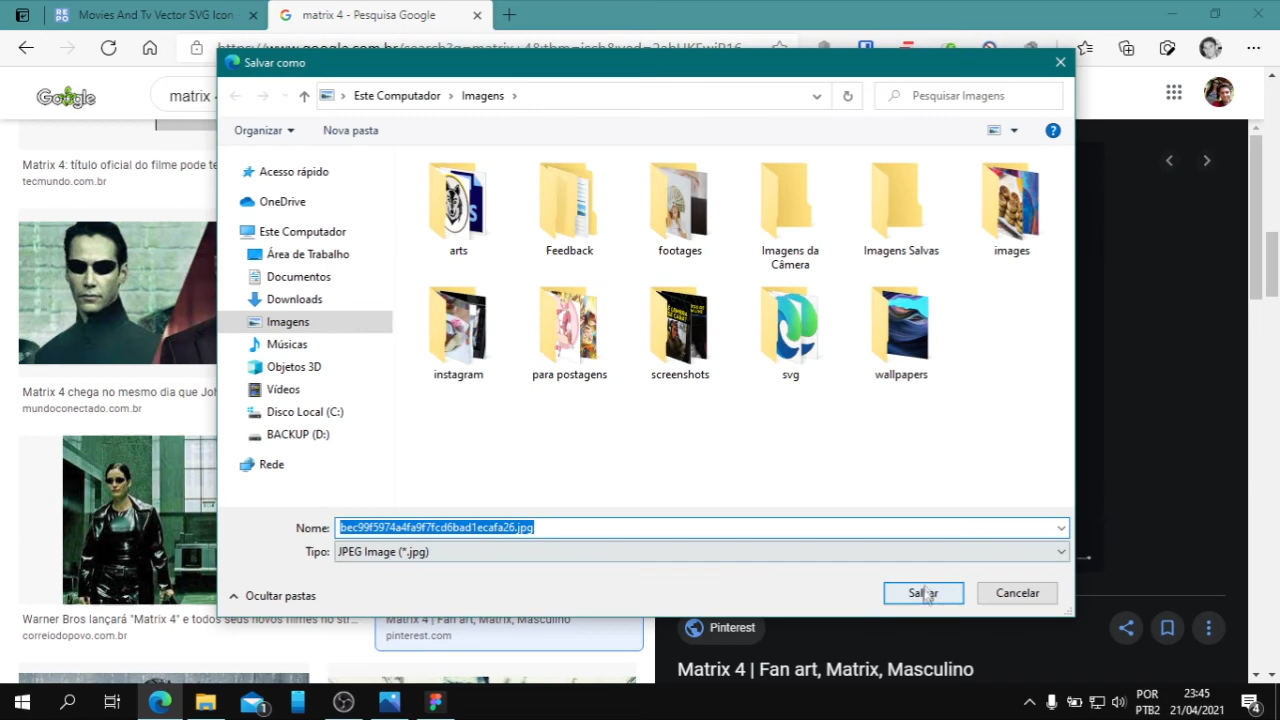 Movies And Tv Vector SVG Icon
matrix 4 - Pesquisa Google
Salvar como
Google
matrix
Este Computador > Imagens >
Pesquisar Imagens
Organizar
Nova pasta
Acesso rápido
OneDrive
Este Computador
Área de Trabalho
Documentos
Downloads
Imagens
Músicas
Objetos 3D
Vídeos
Disco Local (C:)
BACKUP (D:)
Rede
arts
Feedback
footages
Imagens da
Câmera
Imagens Salvas
images
instagram
para postagens
screenshots
svg
wallpapers
Nome: bec99f5974a4fa9f7fcd6bad1ecafa26.jpg
Tipo: JPEG Image (*.jpg)
Ocultar pastas
Salvar
Cancelar
Matrix 4: título oficial do filme pode te
tecmundo.com.br
Matrix 4 chega no mesmo dia que Joh
mundoconectado.com.br
Warner Bros lançará "Matrix 4" e todos seus novos filmes no str...
correiodopovo.com.br
Matrix 4 | Fan art, Matrix, Masculino
pinterest.com
Pinterest
Matrix 4 | Fan art, Matrix, Masculino
POR
PTB2
23:45
21/04/2021
1
4